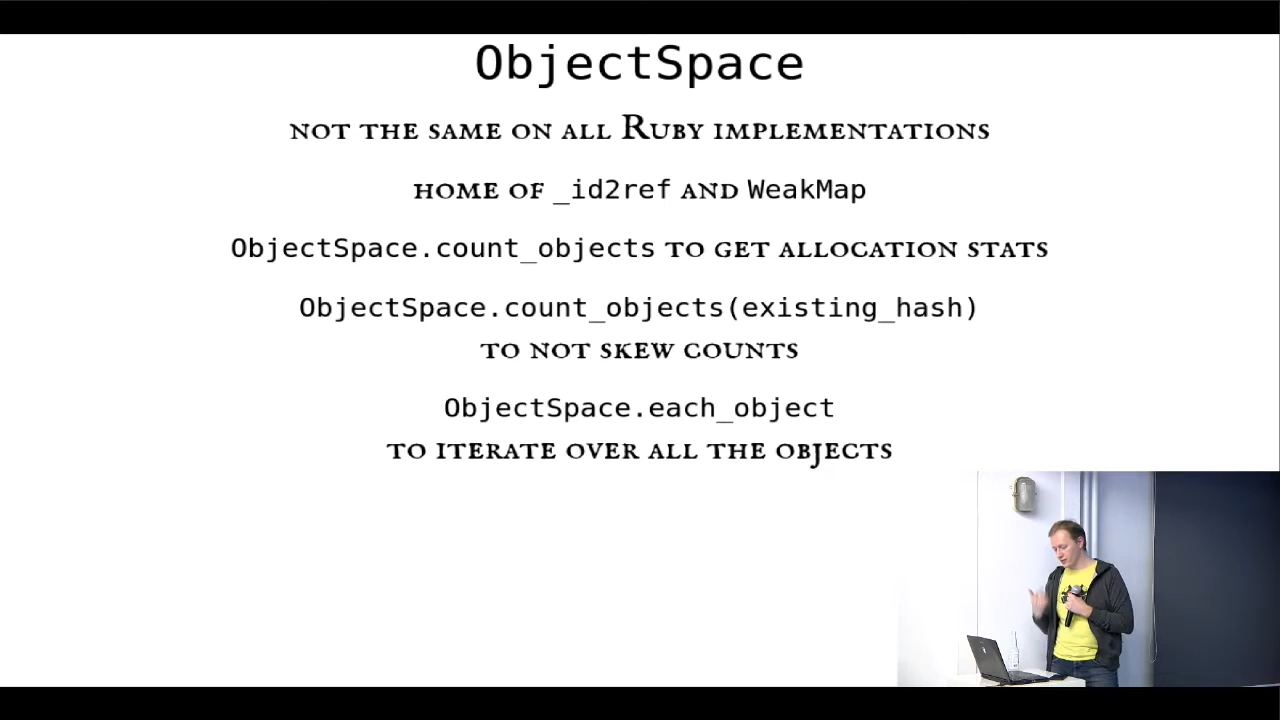 ObjectSpace
not the same on all Ruby implementations
home of _id2ref and WeakMap
ObjectSpace.count_objects to get allocation stats
ObjectSpace.count_objects(existing_hash)
to not skew counts
ObjectSpace.each_object
to iterate over all the objects